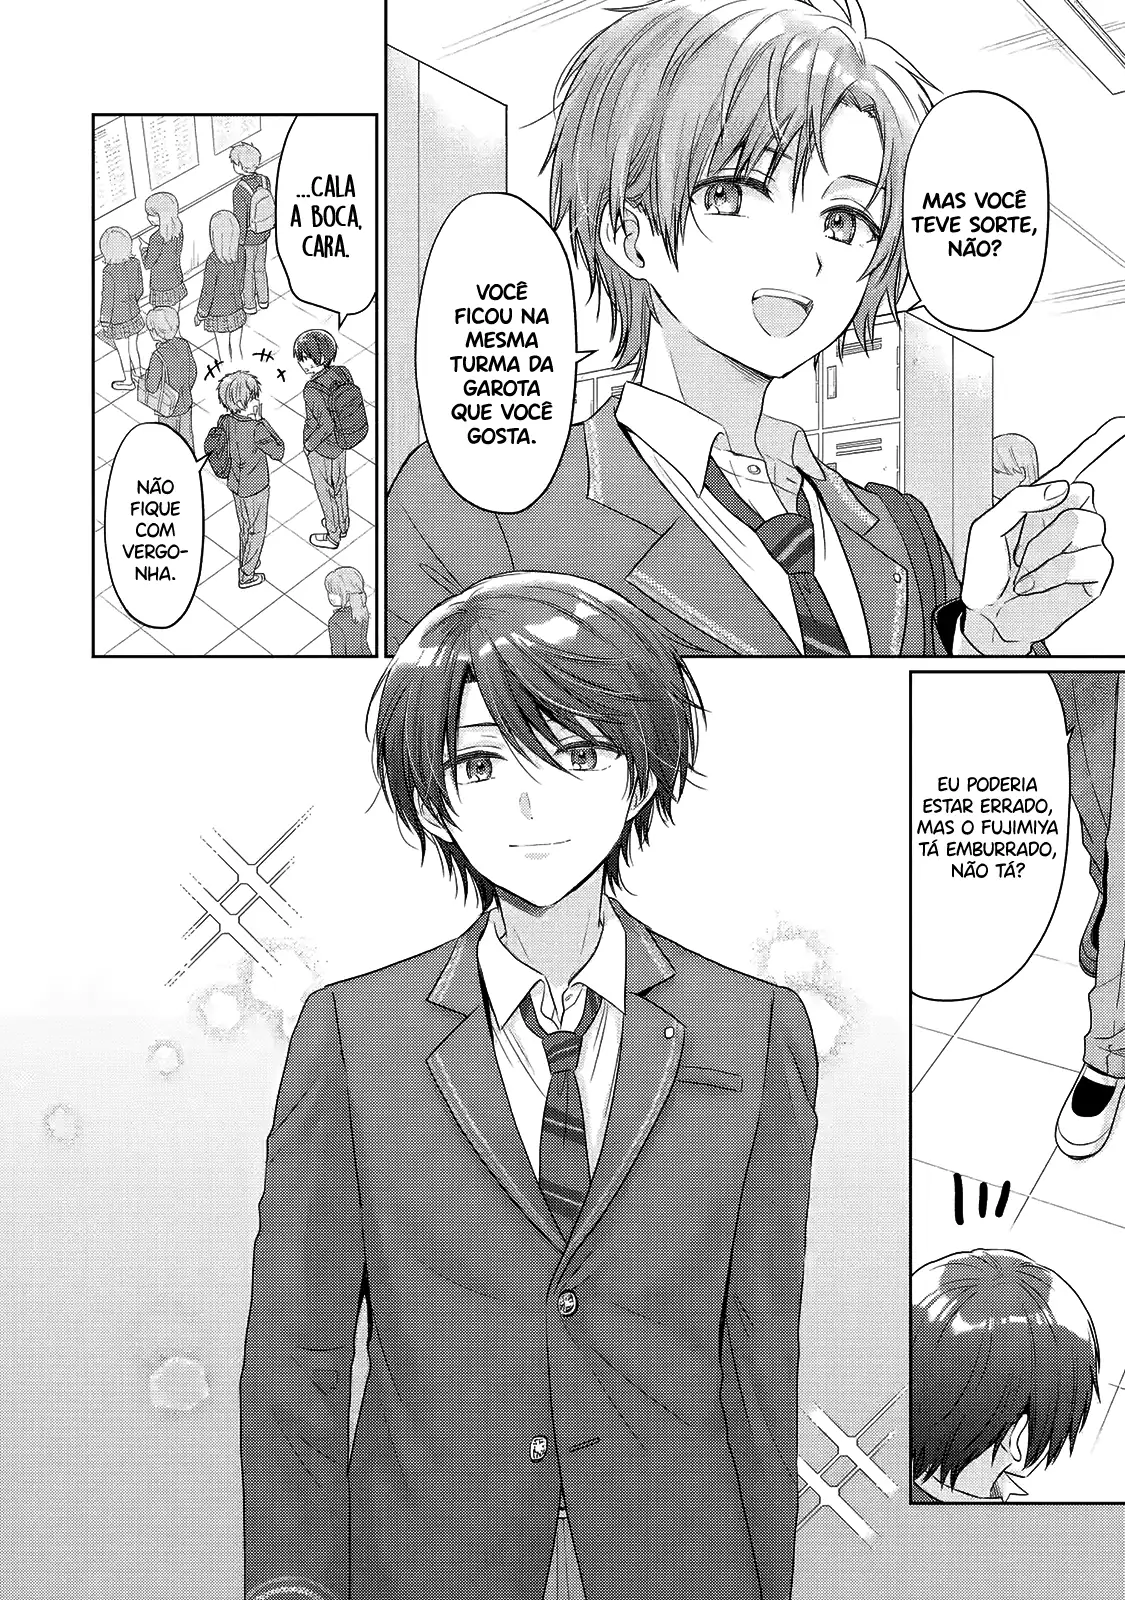 MAS VOCÊ
TEVE SORTE,
NÃO?
VOCÊ
FICOU NA
MESMA
TURMA DA
GAROTA
QUE VOCÊ
GOSTA.
...CALA
A BOCA,
CARA.
NÃO
FIQUE
COM
VERGO-
NHA.
EU PODERIA
ESTAR ERRADO,
MAS O FUJIMIYA
TÁ EMBURRADO,
NÃO TÁ?